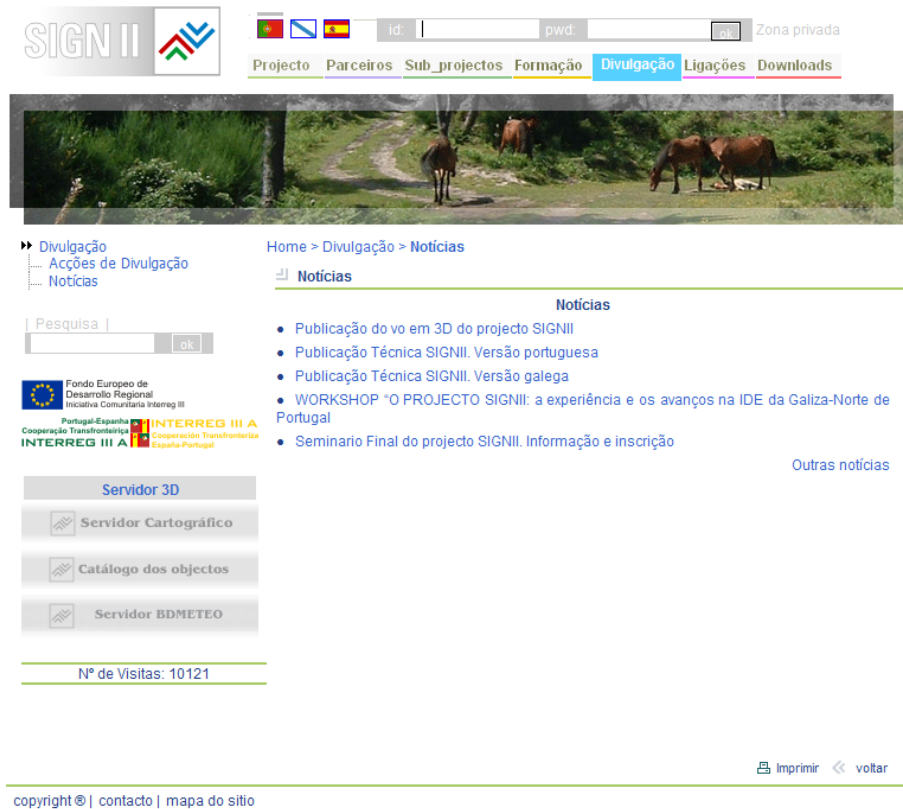 SIGN II
id:
pwd:
ok
Zona privada
Projecto Parceiros Sub_projectos Formação Divulgação Ligações Downloads
Divulgação
Acções de Divulgação
Notícias
| Pesquisa |
ok
Fondo Europeo de
Desarrollo Regional
Iniciativa Comunitaria Interreg III
Portugal-Espanha
Cooperação Transfronteiriça
INTERREG III A
INTERREG III A
Cooperación Transfronteriza
España-Portugal
Servidor 3D
Servidor Cartográfico
Catálogo dos objectos
Servidor BDMETEO
Nº de Visitas: 10121
Home > Divulgação > Notícias
Notícias
Notícias
• Publicação do vo em 3D do projecto SIGNII
• Publicação Técnica SIGNII. Versão portuguesa
• Publicação Técnica SIGNII. Versão galega
• WORKSHOP “O PROJECTO SIGNII: a experiência e os avanços na IDE da Galiza-Norte de
Portugal
• Seminario Final do projecto SIGNII. Informação e inscrição
Outras notícias
Imprimir voltar
copyright ® | contacto | mapa do sitio